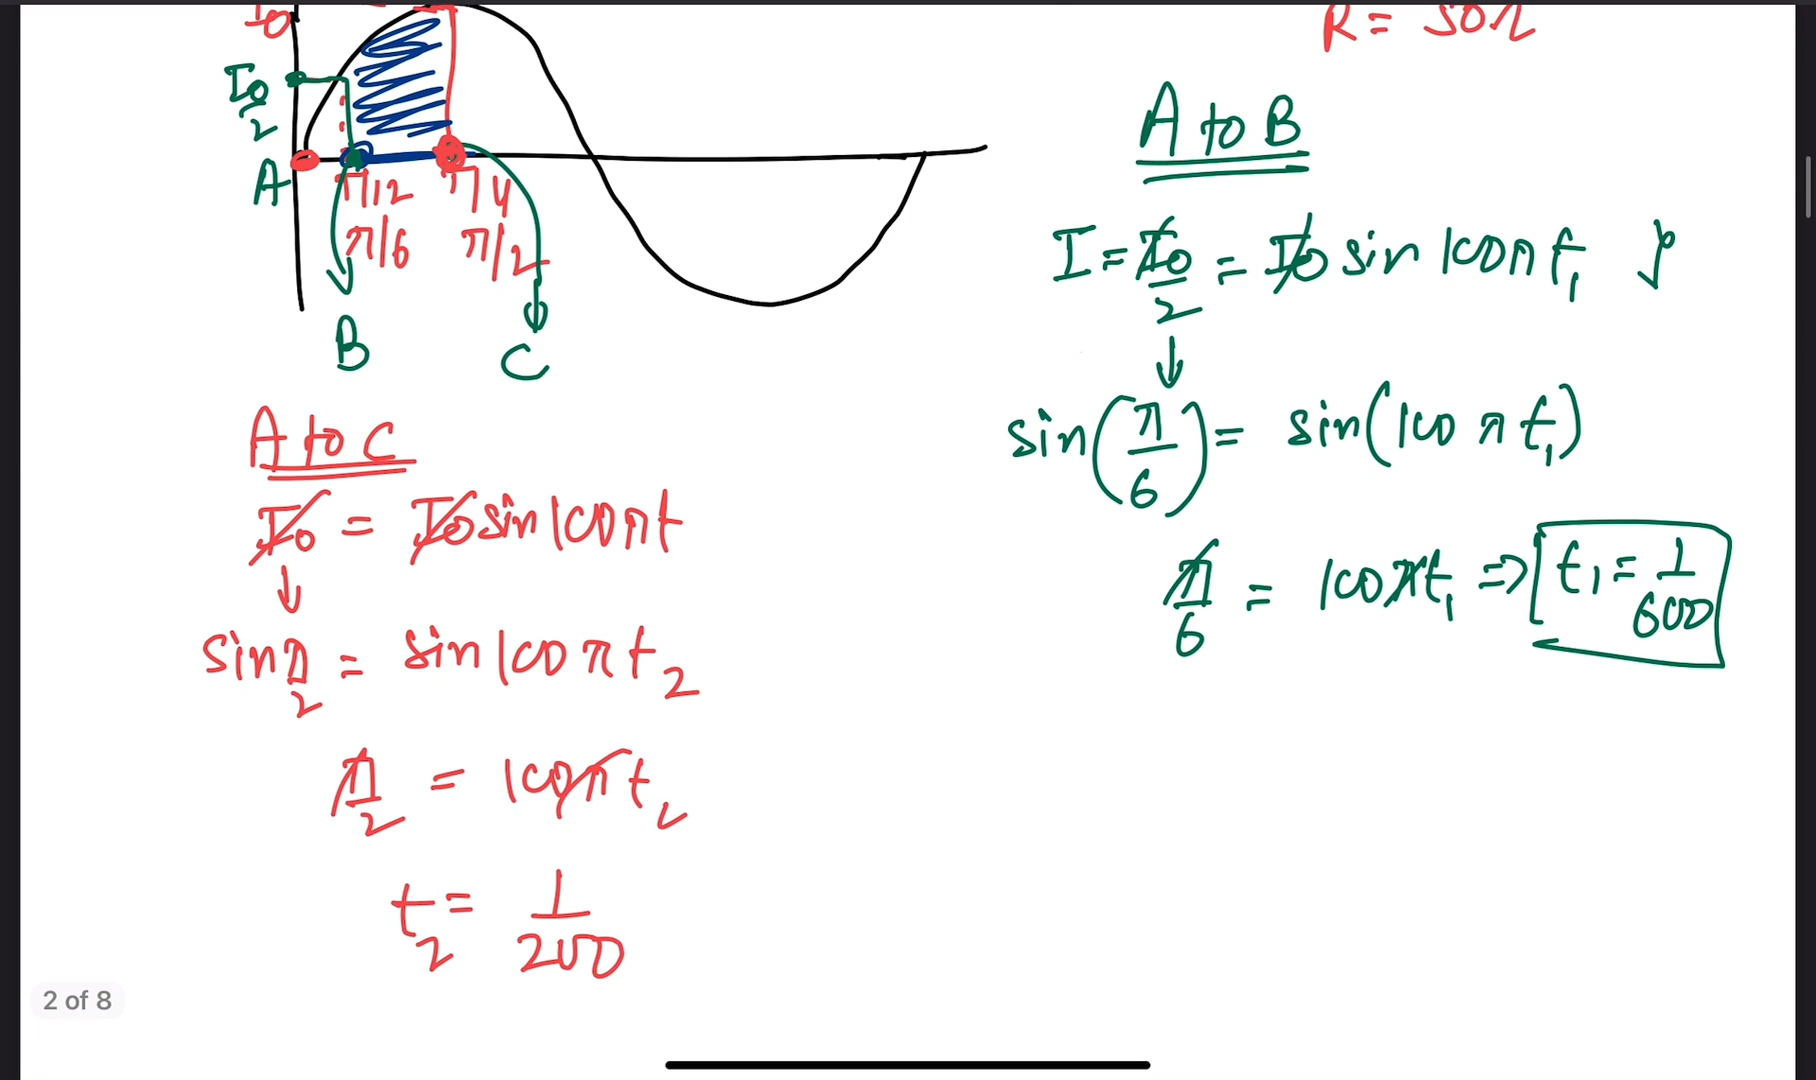 I0
R = 50Ω
I0/2
A
T/12
T/4
π/6
π/2
B
C
A to B
I = I0/2 = I0 sin 100πt1
↓
sin(π/6) = sin(100πt1)
π/6 = 100πt1 ⇒ t1 = 1/600
A to C
I0 = I0 sin 100πt
↓
sin π/2 = sin 100πt2
π/2 = 100πt2
t2 = 1/200
2 of 8